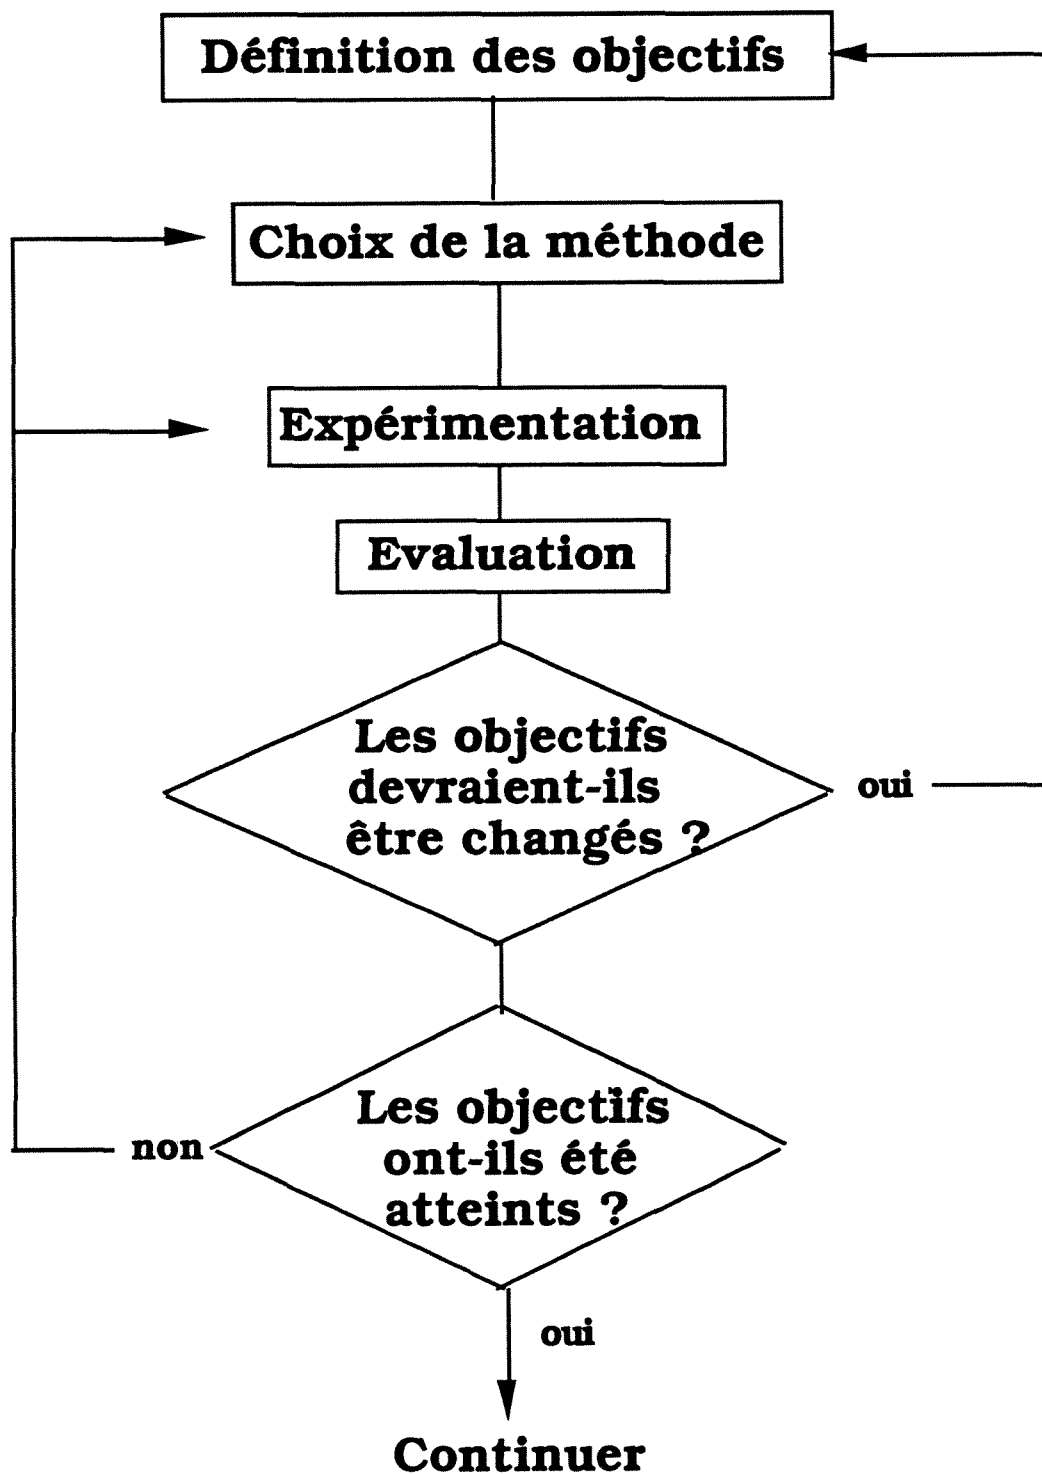 Définition des objectifs
Choix de la méthode
Expérimentation
Evaluation
Les objectifs
devraient-ils
être changés ?
oui
Les objectifs
ont-ils été
atteints ?
non
oui
Continuer